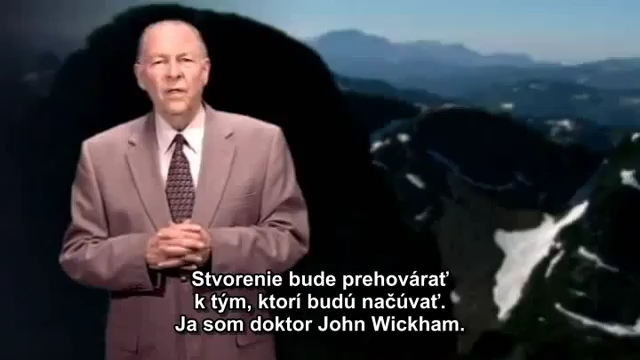 Stvorenie bude prehovárať
k tým, ktorí budú načúvať.
Ja som doktor John Wickham.